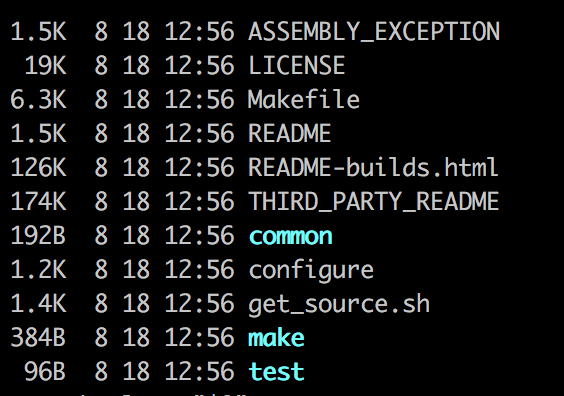 1.5K 8 18 12:56 ASSEMBLY_EXCEPTION
19K 8 18 12:56 LICENSE
6.3K 8 18 12:56 Makefile
1.5K 8 18 12:56 README
126K 8 18 12:56 README-builds.html
174K 8 18 12:56 THIRD_PARTY_README
192B 8 18 12:56 common
1.2K 8 18 12:56 configure
1.4K 8 18 12:56 get_source.sh
384B 8 18 12:56 make
96B 8 18 12:56 test